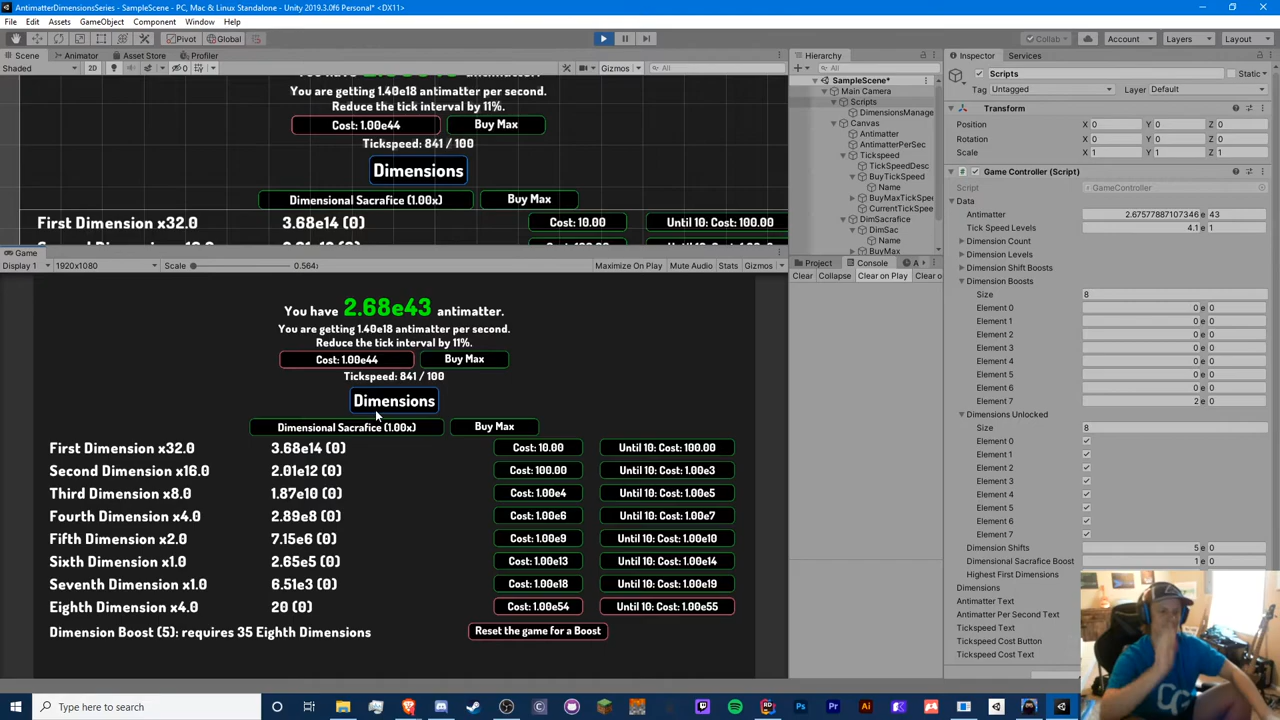 AntimatterDimensionsSeries - SampleScene - PC, Mac & Linux Standalone - Unity 2019.3.0f6 Personal* <DX11>
File Edit Assets GameObject Component Window Help
Pivot Global Collab Account Layers Layout
Scene Animator Asset Store Profiler
Shaded 2D 0 Gizmos All
You are getting 1.40e18 antimatter per second.
Reduce the tick interval by 11%.
Cost: 1.00e44 Buy Max
Tickspeed: 841 / 100
Dimensions
Dimensional Sacrafice (1.00x) Buy Max
First Dimension x32.0 3.68e14 (0) Cost: 10.00 Until 10: Cost: 100.00
Game
Display 1 1920x1080 Scale 0.564: Maximize On Play Mute Audio Stats Gizmos
You have 2.68e43 antimatter.
You are getting 1.40e18 antimatter per second.
Reduce the tick interval by 11%.
Cost: 1.00e44 Buy Max
Tickspeed: 841 / 100
Dimensions
Dimensional Sacrafice (1.00x) Buy Max
First Dimension x32.0 3.68e14 (0) Cost: 10.00 Until 10: Cost: 100.00
Second Dimension x16.0 2.01e12 (0) Cost: 100.00 Until 10: Cost: 1.00e3
Third Dimension x8.0 1.87e10 (0) Cost: 1.00e4 Until 10: Cost: 1.00e5
Fourth Dimension x4.0 2.89e8 (0) Cost: 1.00e6 Until 10: Cost: 1.00e7
Fifth Dimension x2.0 7.15e6 (0) Cost: 1.00e9 Until 10: Cost: 1.00e10
Sixth Dimension x1.0 2.65e5 (0) Cost: 1.00e13 Until 10: Cost: 1.00e14
Seventh Dimension x1.0 6.51e3 (0) Cost: 1.00e18 Until 10: Cost: 1.00e19
Eighth Dimension x4.0 20 (0) Cost: 1.00e54 Until 10: Cost: 1.00e55
Dimension Boost (5): requires 35 Eighth Dimensions Reset the game for a Boost
Hierarchy
All
SampleScene*
Main Camera
Scripts
DimensionsManage
Canvas
Antimatter
AntimatterPerSec
Tickspeed
TickSpeedDesc
BuyTickSpeed
Name
BuyMaxTickSpee
CurrentTickSpee
DimSacrafice
DimSac
Name
BuyMax
Project Console A
Clear Collapse Clear on Play Clear o
Inspector Services
Scripts Static
Tag Untagged Layer Default
Transform
Position X 0 Y 0 Z 0
Rotation X 0 Y 0 Z 0
Scale X 1 Y 1 Z 1
Game Controller (Script)
Script GameController
Data
Antimatter 2.67577887107346 e 43
Tick Speed Levels 4.1 e 1
Dimension Count
Dimension Levels
Dimension Shift Boosts
Dimension Boosts
Size 8
Element 0 0 e 0
Element 1 0 e 0
Element 2 0 e 0
Element 3 0 e 0
Element 4 0 e 0
Element 5 0 e 0
Element 6 0 e 0
Element 7 2 e 0
Dimensions Unlocked
Size 8
Element 0
Element 1
Element 2
Element 3
Element 4
Element 5
Element 6
Element 7
Dimension Shifts 5 e 0
Dimensional Sacrafice Boost 1 e 0
Highest First Dimensions
Dimensions
Antimatter Text
Antimatter Per Second Text
Tickspeed Text
Tickspeed Cost Button
Tickspeed Cost Text
Type here to search